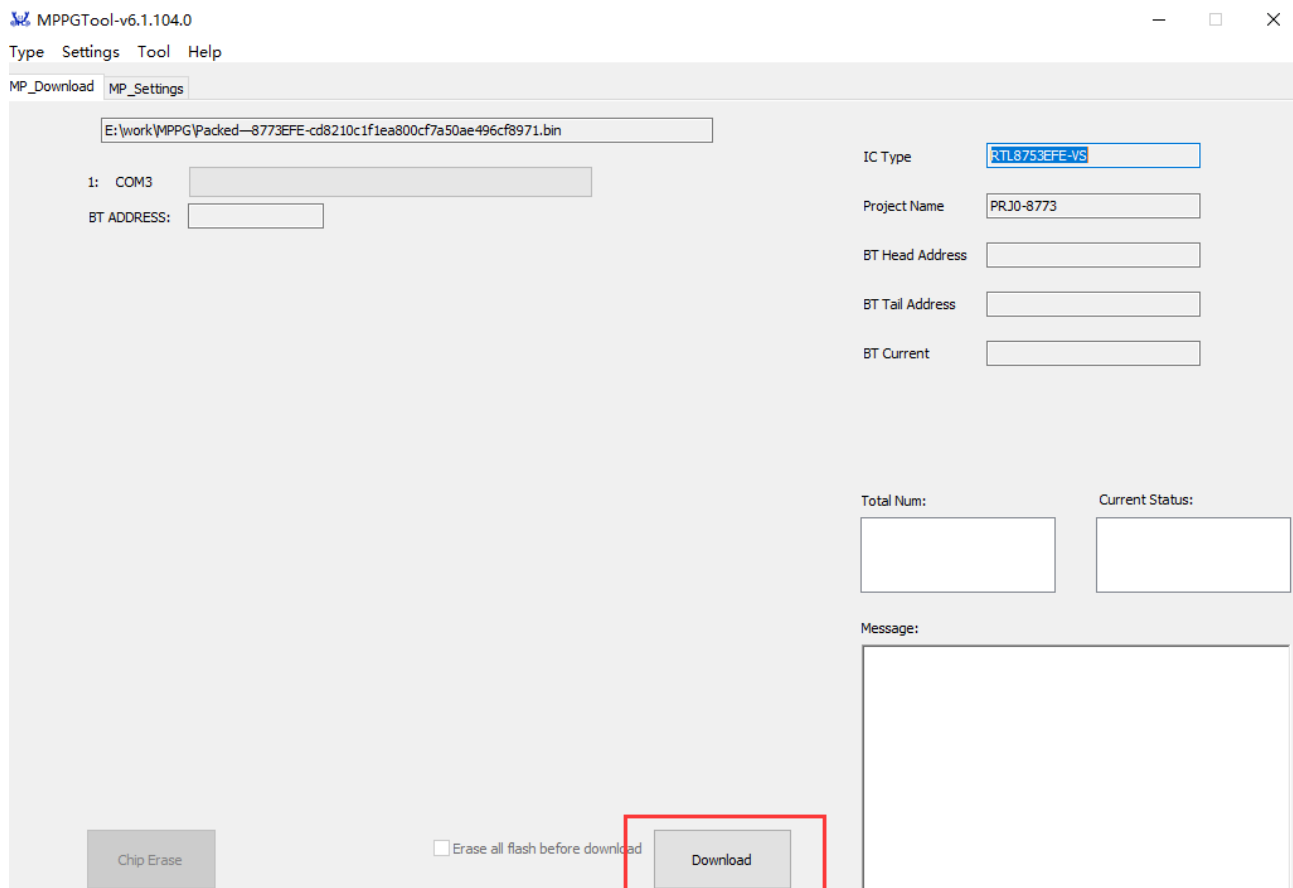 MPPGTool-v6.1.104.0
Type Settings Tool Help
MP_Download MP_Settings
E:\work\MPPG\Packed—8773EFE-cd8210c1f1ea800cf7a50ae496cf8971.bin
1: COM3
BT ADDRESS:
IC Type RTL8753EFE-VS
Project Name PRJ0-8773
BT Head Address
BT Tail Address
BT Current
Total Num: Current Status:
Message:
Chip Erase Erase all flash before download Download